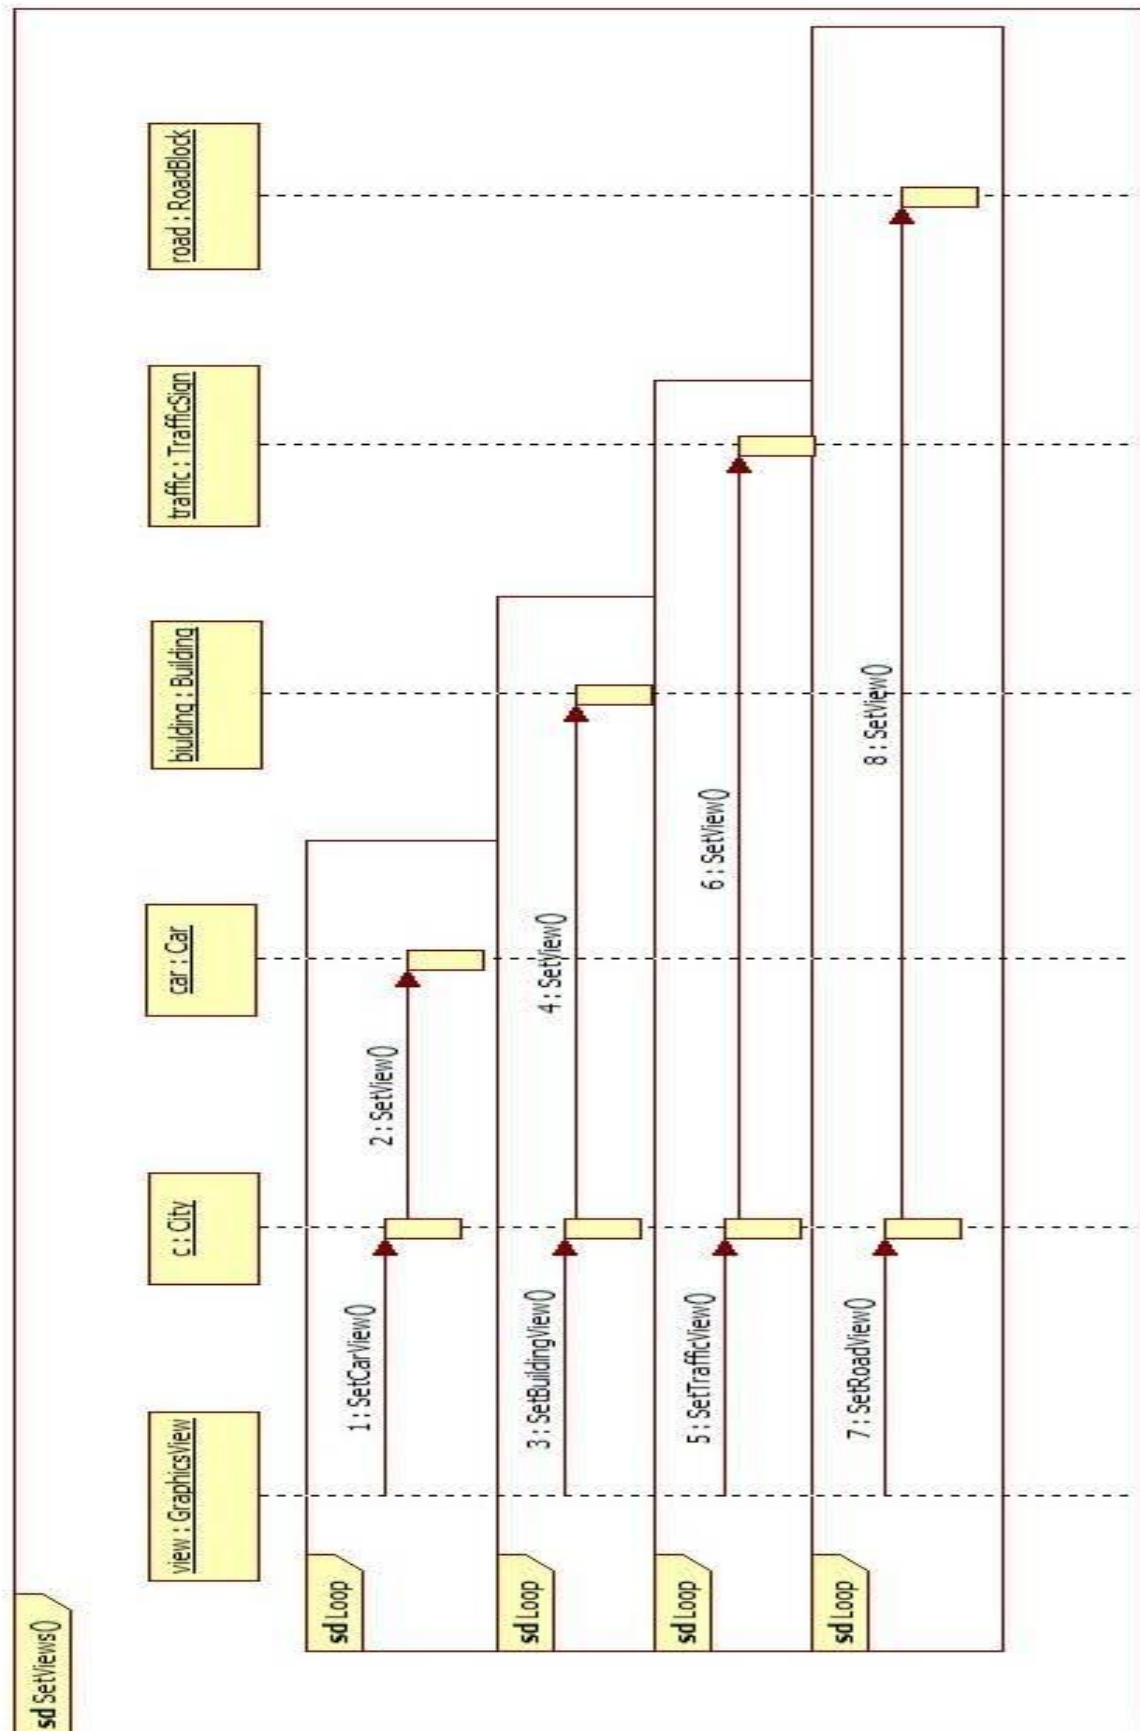 sd SetViews()
view : GraphicsView
c : City
car : Car
biulding : Building
traffic : TrafficSign
road : RoadBlock
sd Loop
1 : SetCarView()
2 : SetView()
sd Loop
3 : SetBuildingView()
4 : SetView()
sd Loop
5 : SetTrafficView()
6 : SetView()
sd Loop
7 : SetRoadView()
8 : SetView()